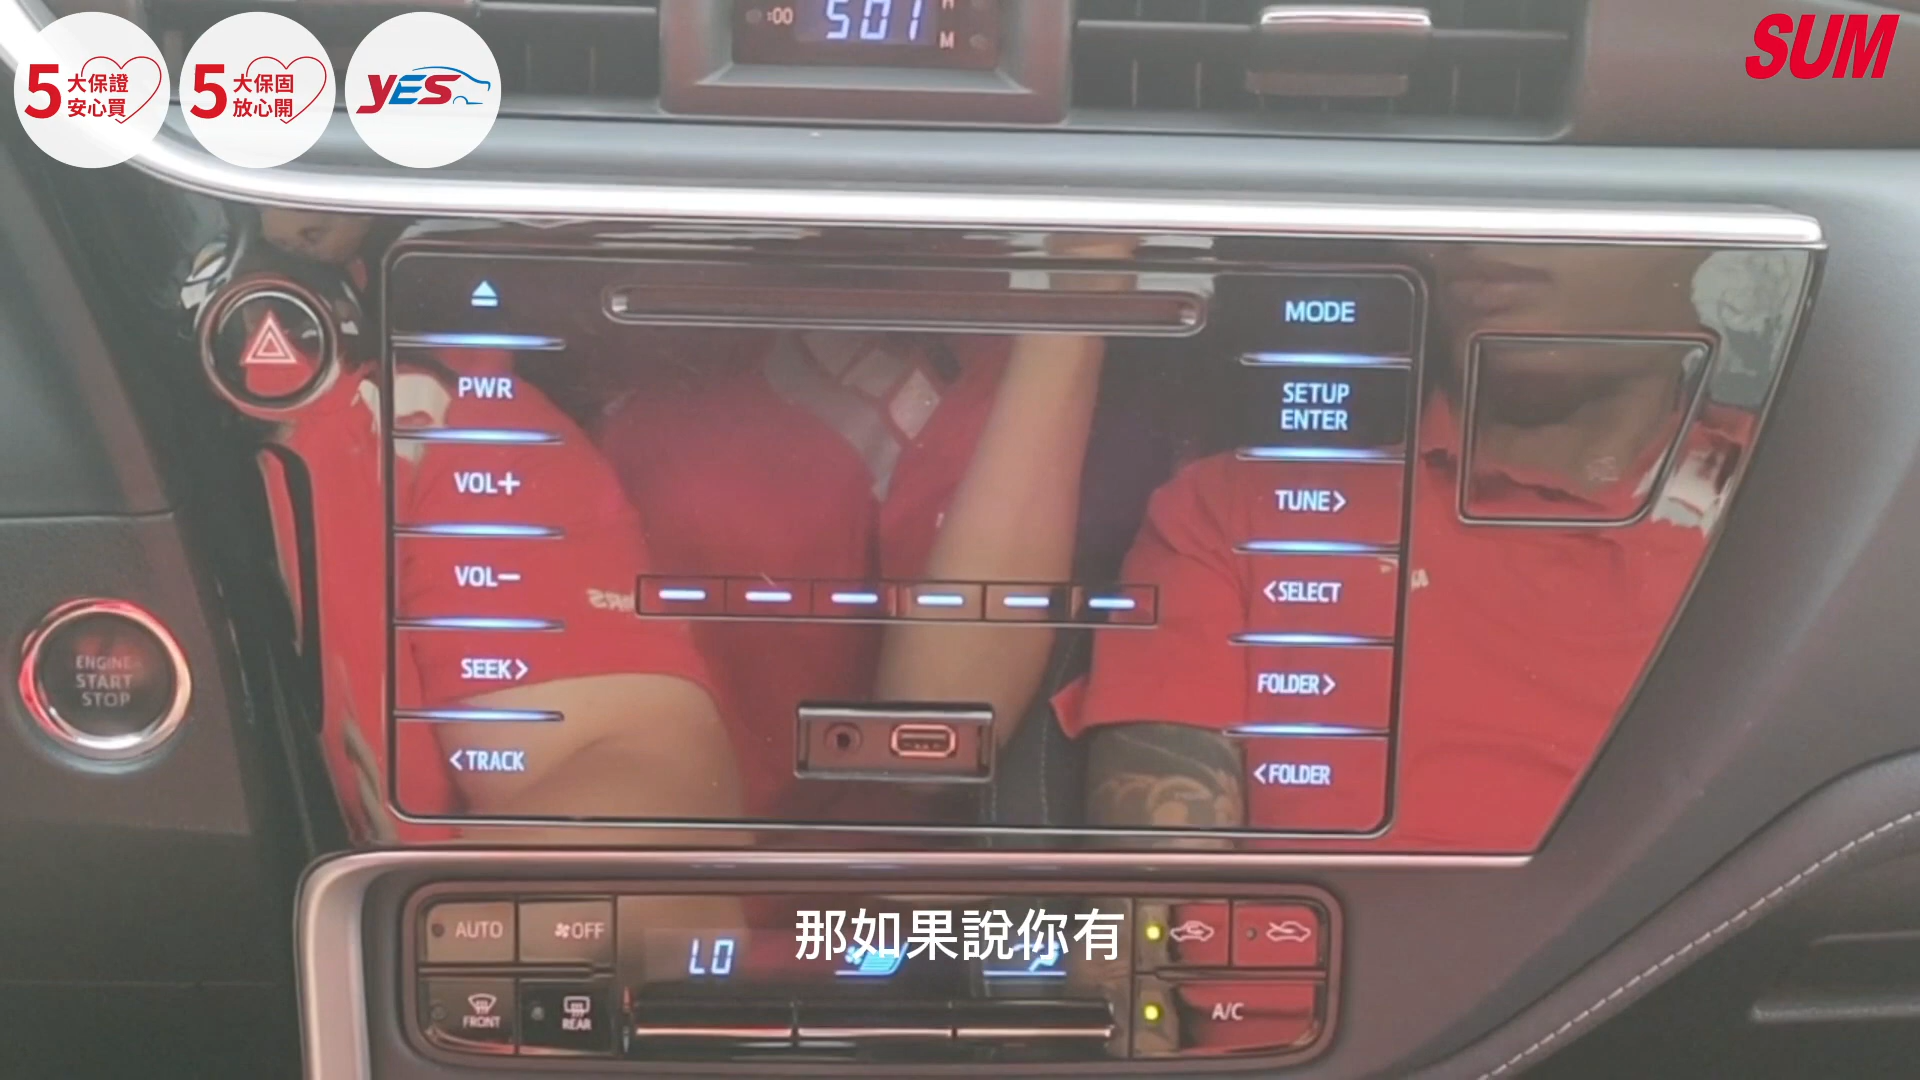 5大保證
安心買
5大保固
放心開
YES
SUM
:00
501
H
M
MODE
PWR
SETUP
ENTER
VOL+
TUNE>
VOL-
<SELECT
SEEK>
FOLDER>
<TRACK
<FOLDER
ENGINE
START
STOP
AUTO
OFF
LO
那如果說你有
FRONT
REAR
A/C